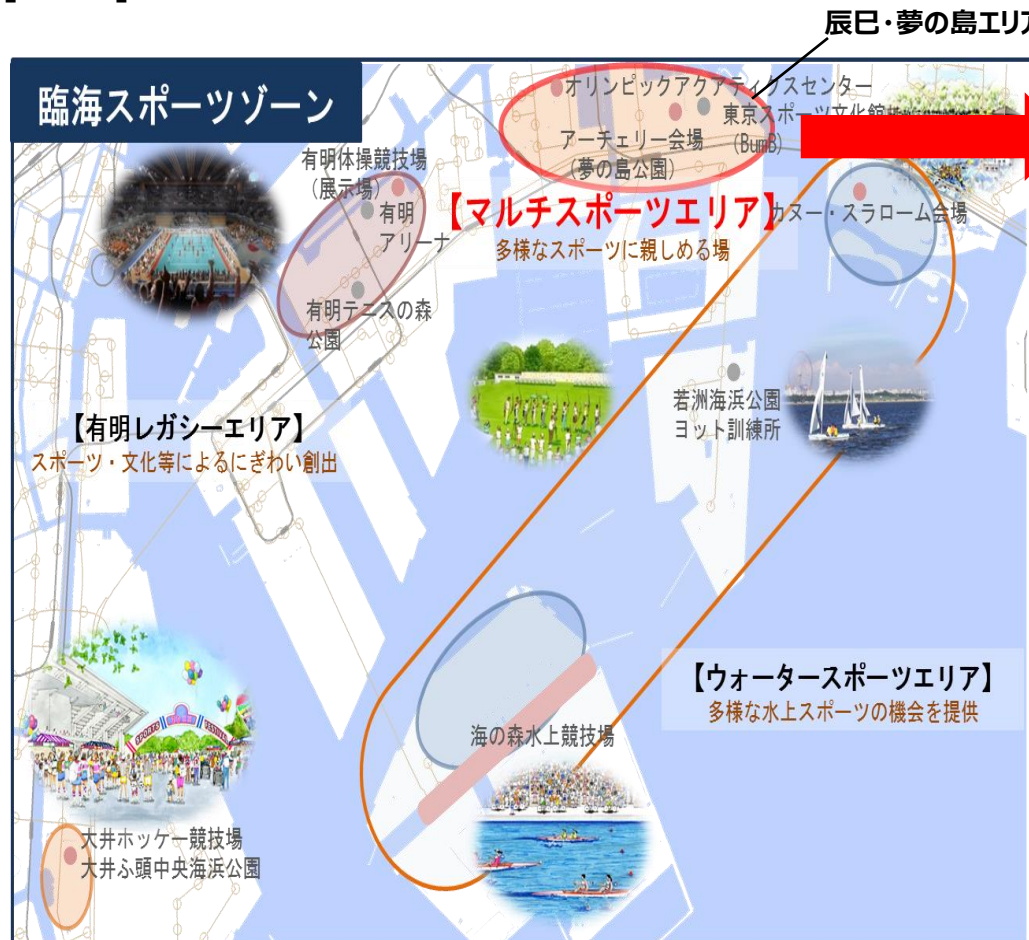 辰巳・夢の島エリア
臨海スポーツゾーン
オリンピックアクアティクスセンター
東京スポーツ文化館
(BumB)
アーチェリー会場
(夢の島公園)
有明体操競技場
(展示場)
有明
アリーナ
【マルチスポーツエリア】
多様なスポーツに親しめる場
カヌー・スラローム会場
有明テニスの森
公園
若洲海浜公園
ヨット訓練所
【有明レガシーエリア】
スポーツ・文化等によるにぎわい創出
SPORTS
FESTIVAL
【ウォータースポーツエリア】
多様な水上スポーツの機会を提供
海の森水上競技場
大井ホッケー競技場
大井ふ頭中央海浜公園